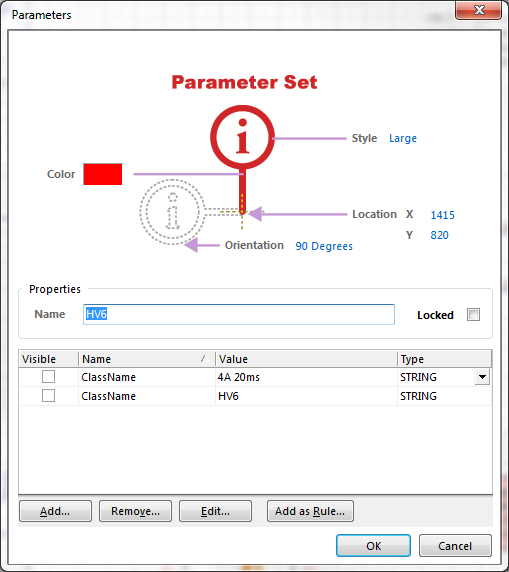 Parameters
Parameter Set
Style Large
Color
Location X 1415
Y 820
Orientation 90 Degrees
Properties
Name HV6 Locked
Visible Name Value Type
ClassName 4A 20ms STRING
ClassName HV6 STRING
Add... Remove... Edit... Add as Rule...
OK Cancel